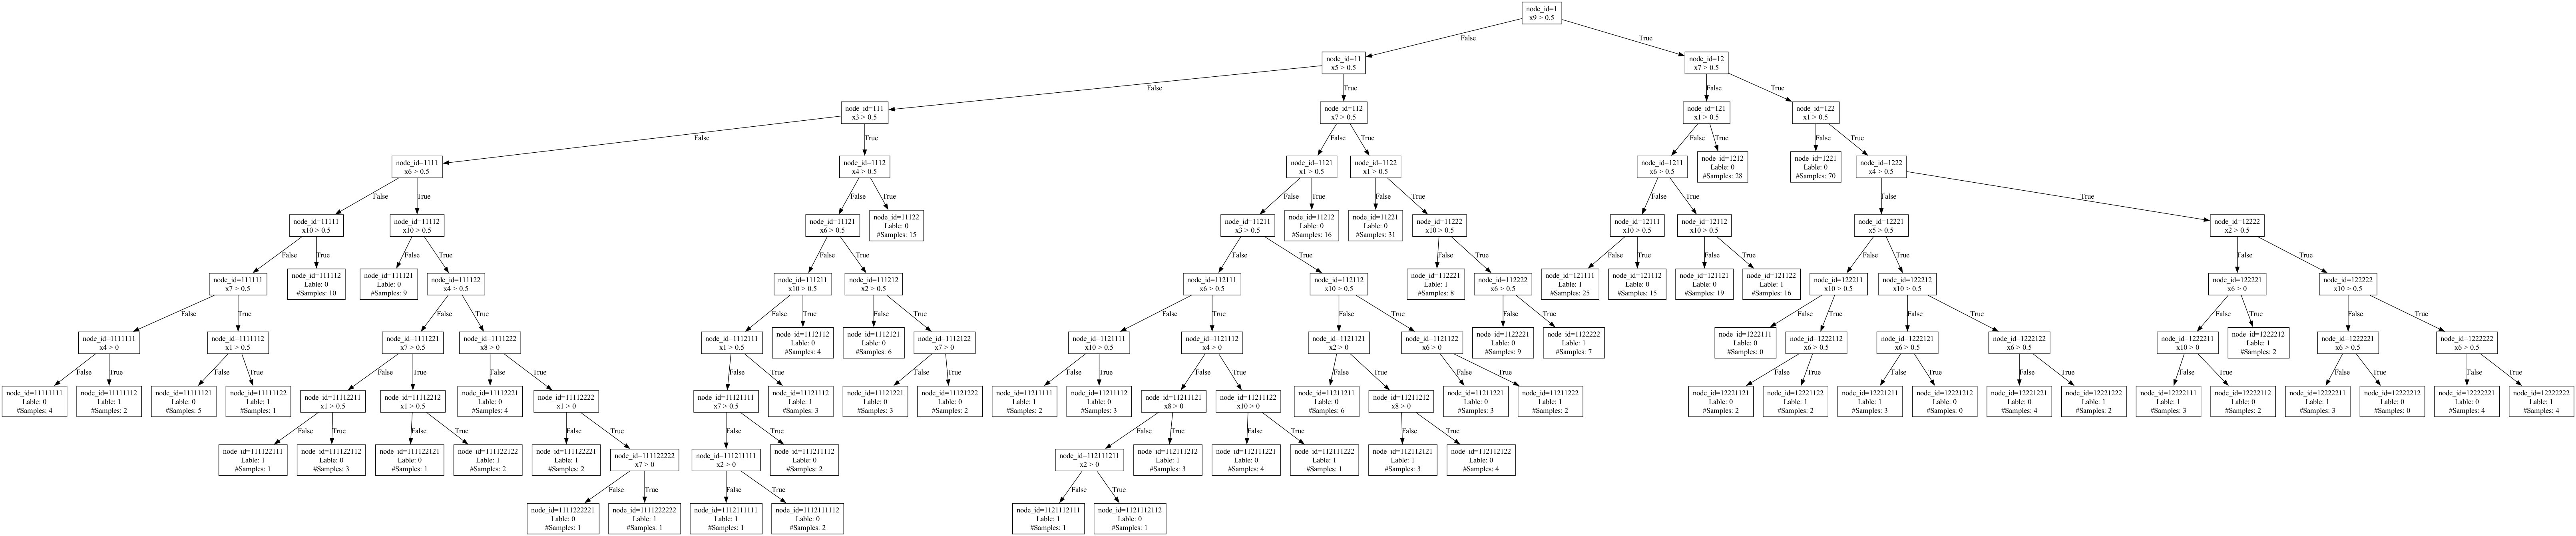 node_id=1
x9 > 0.5
False
True
node_id=11
x5 > 0.5
node_id=12
x7 > 0.5
False
True
False
True
node_id=111
x3 > 0.5
node_id=112
x7 > 0.5
node_id=121
x1 > 0.5
node_id=122
x1 > 0.5
False
True
False
True
False
True
False
True
node_id=1111
x6 > 0.5
node_id=1112
x4 > 0.5
node_id=1121
x1 > 0.5
node_id=1122
x1 > 0.5
node_id=1211
x6 > 0.5
node_id=1212
Lable: 0
#Samples: 28
node_id=1221
Lable: 0
#Samples: 70
node_id=1222
x4 > 0.5
False
True
False
True
False
True
False
True
False
True
False
True
node_id=11111
x10 > 0.5
node_id=11112
x10 > 0.5
node_id=11121
x6 > 0.5
node_id=11122
Lable: 0
#Samples: 15
node_id=11211
x3 > 0.5
node_id=11212
Lable: 0
#Samples: 16
node_id=11221
Lable: 0
#Samples: 31
node_id=11222
x10 > 0.5
node_id=12111
x10 > 0.5
node_id=12112
x10 > 0.5
node_id=12221
x5 > 0.5
node_id=12222
x2 > 0.5
False
True
False
True
False
True
False
True
False
True
False
True
False
True
False
True
False
True
node_id=111111
x7 > 0.5
node_id=111112
Lable: 0
#Samples: 10
node_id=111121
Lable: 0
#Samples: 9
node_id=111122
x4 > 0.5
node_id=111211
x10 > 0.5
node_id=111212
x2 > 0.5
node_id=112111
x6 > 0.5
node_id=112112
x10 > 0.5
node_id=112221
Lable: 1
#Samples: 8
node_id=112222
x6 > 0.5
node_id=121111
Lable: 1
#Samples: 25
node_id=121112
Lable: 0
#Samples: 15
node_id=121121
Lable: 0
#Samples: 19
node_id=121122
Lable: 1
#Samples: 16
node_id=122211
x10 > 0.5
node_id=122212
x10 > 0.5
node_id=122221
x6 > 0
node_id=122222
x10 > 0.5
False
True
False
True
False
True
False
True
False
True
False
True
False
True
False
True
False
True
False
True
False
True
node_id=1111111
x4 > 0
node_id=1111112
x1 > 0.5
node_id=1111221
x7 > 0.5
node_id=1111222
x8 > 0
node_id=1112111
x1 > 0.5
node_id=1112112
Lable: 0
#Samples: 4
node_id=1112121
Lable: 0
#Samples: 6
node_id=1112122
x7 > 0
node_id=1121111
x10 > 0.5
node_id=1121112
x4 > 0
node_id=1121121
x2 > 0
node_id=1121122
x6 > 0
node_id=1122221
Lable: 0
#Samples: 9
node_id=1122222
Lable: 1
#Samples: 7
node_id=1222111
Lable: 0
#Samples: 0
node_id=1222112
x6 > 0.5
node_id=1222121
x6 > 0.5
node_id=1222122
x6 > 0.5
node_id=1222211
x10 > 0
node_id=1222212
Lable: 1
#Samples: 2
node_id=1222221
x6 > 0.5
node_id=1222222
x6 > 0.5
False
True
False
True
False
True
False
True
False
True
False
True
False
True
False
True
False
True
False
True
False
True
False
True
False
True
False
True
False
True
False
True
node_id=11111111
Lable: 0
#Samples: 4
node_id=11111112
Lable: 1
#Samples: 2
node_id=11111121
Lable: 0
#Samples: 5
node_id=11111122
Lable: 1
#Samples: 1
node_id=11112211
x1 > 0.5
node_id=11112212
x1 > 0.5
node_id=11112221
Lable: 0
#Samples: 4
node_id=11112222
x1 > 0
node_id=11121111
x7 > 0.5
node_id=11121112
Lable: 1
#Samples: 3
node_id=11121221
Lable: 0
#Samples: 3
node_id=11121222
Lable: 0
#Samples: 2
node_id=11211111
Lable: 1
#Samples: 2
node_id=11211112
Lable: 0
#Samples: 3
node_id=11211121
x8 > 0
node_id=11211122
x10 > 0
node_id=11211211
Lable: 0
#Samples: 6
node_id=11211212
x8 > 0
node_id=11211221
Lable: 0
#Samples: 3
node_id=11211222
Lable: 1
#Samples: 2
node_id=12221121
Lable: 0
#Samples: 2
node_id=12221122
Lable: 1
#Samples: 2
node_id=12221211
Lable: 1
#Samples: 3
node_id=12221212
Lable: 0
#Samples: 0
node_id=12221221
Lable: 0
#Samples: 4
node_id=12221222
Lable: 1
#Samples: 2
node_id=12222111
Lable: 1
#Samples: 3
node_id=12222112
Lable: 0
#Samples: 2
node_id=12222211
Lable: 1
#Samples: 3
node_id=12222212
Lable: 0
#Samples: 0
node_id=12222221
Lable: 0
#Samples: 4
node_id=12222222
Lable: 1
#Samples: 4
False
True
False
True
False
True
False
True
False
True
False
True
False
True
node_id=111122111
Lable: 1
#Samples: 1
node_id=111122112
Lable: 0
#Samples: 3
node_id=111122121
Lable: 0
#Samples: 1
node_id=111122122
Lable: 1
#Samples: 2
node_id=111122221
Lable: 1
#Samples: 2
node_id=111122222
x7 > 0
node_id=111211111
x2 > 0
node_id=111211112
Lable: 0
#Samples: 2
node_id=112111211
x2 > 0
node_id=112111212
Lable: 1
#Samples: 3
node_id=112111221
Lable: 0
#Samples: 4
node_id=112111222
Lable: 1
#Samples: 1
node_id=112112121
Lable: 1
#Samples: 3
node_id=112112122
Lable: 0
#Samples: 4
False
True
False
True
False
True
node_id=1111222221
Lable: 0
#Samples: 1
node_id=1111222222
Lable: 1
#Samples: 1
node_id=1112111111
Lable: 1
#Samples: 1
node_id=1112111112
Lable: 0
#Samples: 2
node_id=1121112111
Lable: 1
#Samples: 1
node_id=1121112112
Lable: 0
#Samples: 1